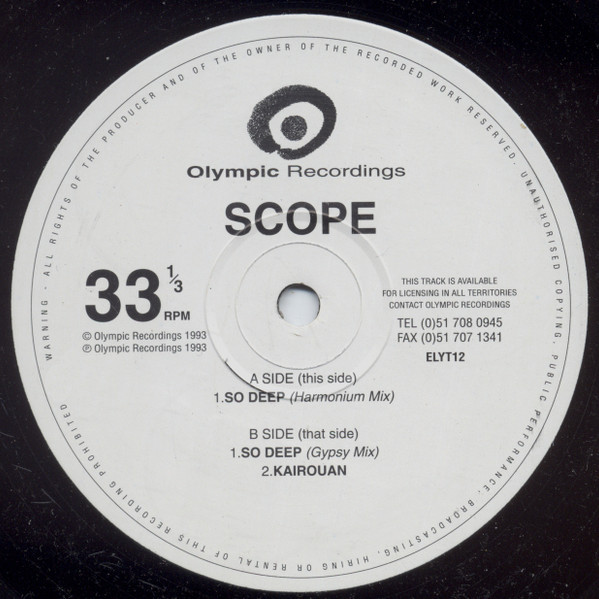 WARNING - ALL RIGHTS OF THE PRODUCER AND OF THE OWNER OF THE RECORDED WORK RESERVED. UNAUTHORISED COPYING, PUBLIC PERFORMANCE, BROADCASTING, HIRING OR RENTAL OF THIS RECORDING PROHIBITED
Olympic Recordings
SCOPE
33 1/3 RPM
© Olympic Recordings 1993
℗ Olympic Recordings 1993
THIS TRACK IS AVAILABLE
FOR LICENSING IN ALL TERRITORIES
CONTACT OLYMPIC RECORDINGS
TEL (0)51 708 0945
FAX (0)51 707 1341
ELYT12
A SIDE (this side)
1.SO DEEP (Harmonium Mix)
B SIDE (that side)
1.SO DEEP (Gypsy Mix)
2.KAIROUAN